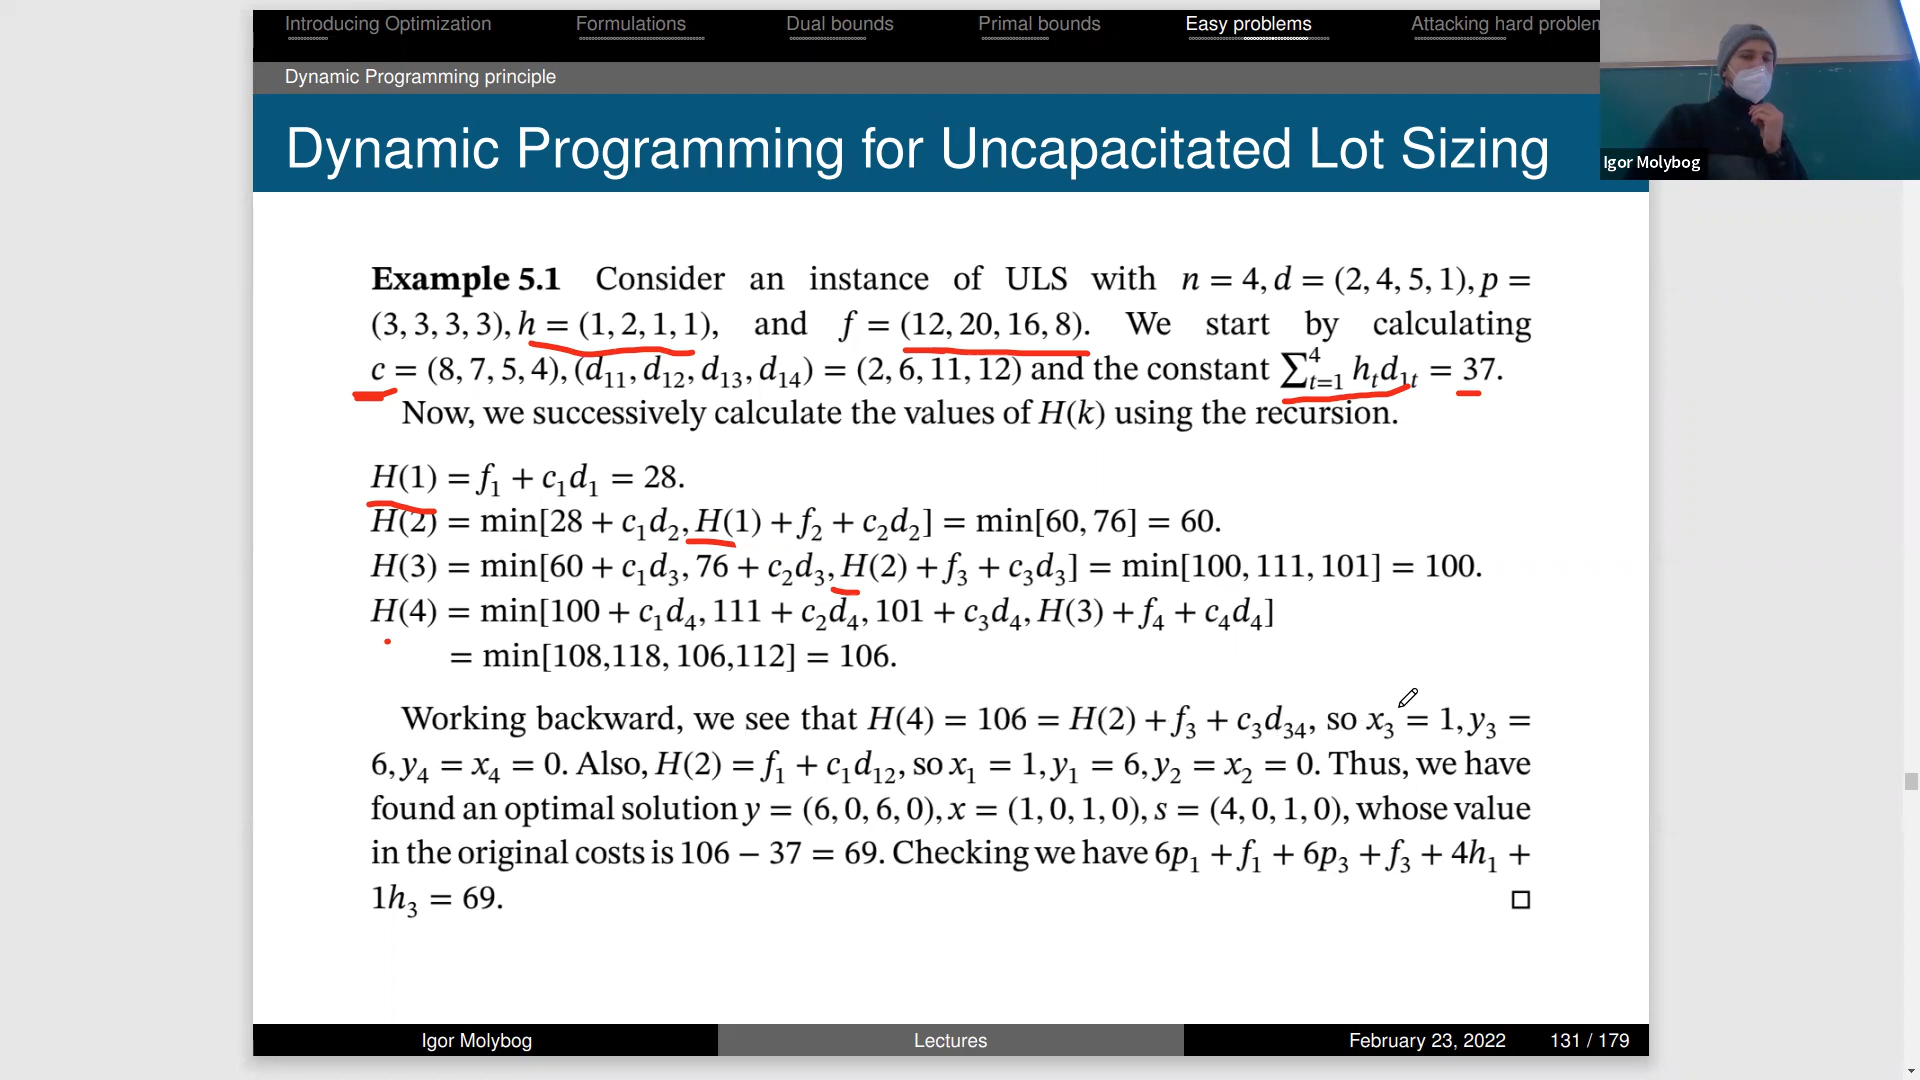 Introducing Optimization Formulations Dual bounds Primal bounds Easy problems Attacking hard problem
Dynamic Programming principle
Igor Molybog
Dynamic Programming for Uncapacitated Lot Sizing
Example 5.1 Consider an instance of ULS with n = 4, d = (2, 4, 5, 1), p =
(3, 3, 3, 3), h = (1, 2, 1, 1), and f = (12, 20, 16, 8). We start by calculating
c = (8, 7, 5, 4), (d₁₁, d₁₂, d₁₃, d₁₄) = (2, 6, 11, 12) and the constant ∑⁴ₜ₌₁ hₜd₁ₜ = 37.
Now, we successively calculate the values of H(k) using the recursion.
H(1) = f₁ + c₁d₁ = 28.
H(2) = min[28 + c₁d₂, H(1) + f₂ + c₂d₂] = min[60, 76] = 60.
H(3) = min[60 + c₁d₃, 76 + c₂d₃, H(2) + f₃ + c₃d₃] = min[100, 111, 101] = 100.
H(4) = min[100 + c₁d₄, 111 + c₂d₄, 101 + c₃d₄, H(3) + f₄ + c₄d₄]
= min[108,118, 106,112] = 106.
Working backward, we see that H(4) = 106 = H(2) + f₃ + c₃d₃₄, so x₃ = 1, y₃ =
6, y₄ = x₄ = 0. Also, H(2) = f₁ + c₁d₁₂, so x₁ = 1, y₁ = 6, y₂ = x₂ = 0. Thus, we have
found an optimal solution y = (6, 0, 6, 0), x = (1, 0, 1, 0), s = (4, 0, 1, 0), whose value
in the original costs is 106 − 37 = 69. Checking we have 6p₁ + f₁ + 6p₃ + f₃ + 4h₁ +
1h₃ = 69. □
Igor Molybog Lectures February 23, 2022 131 / 179